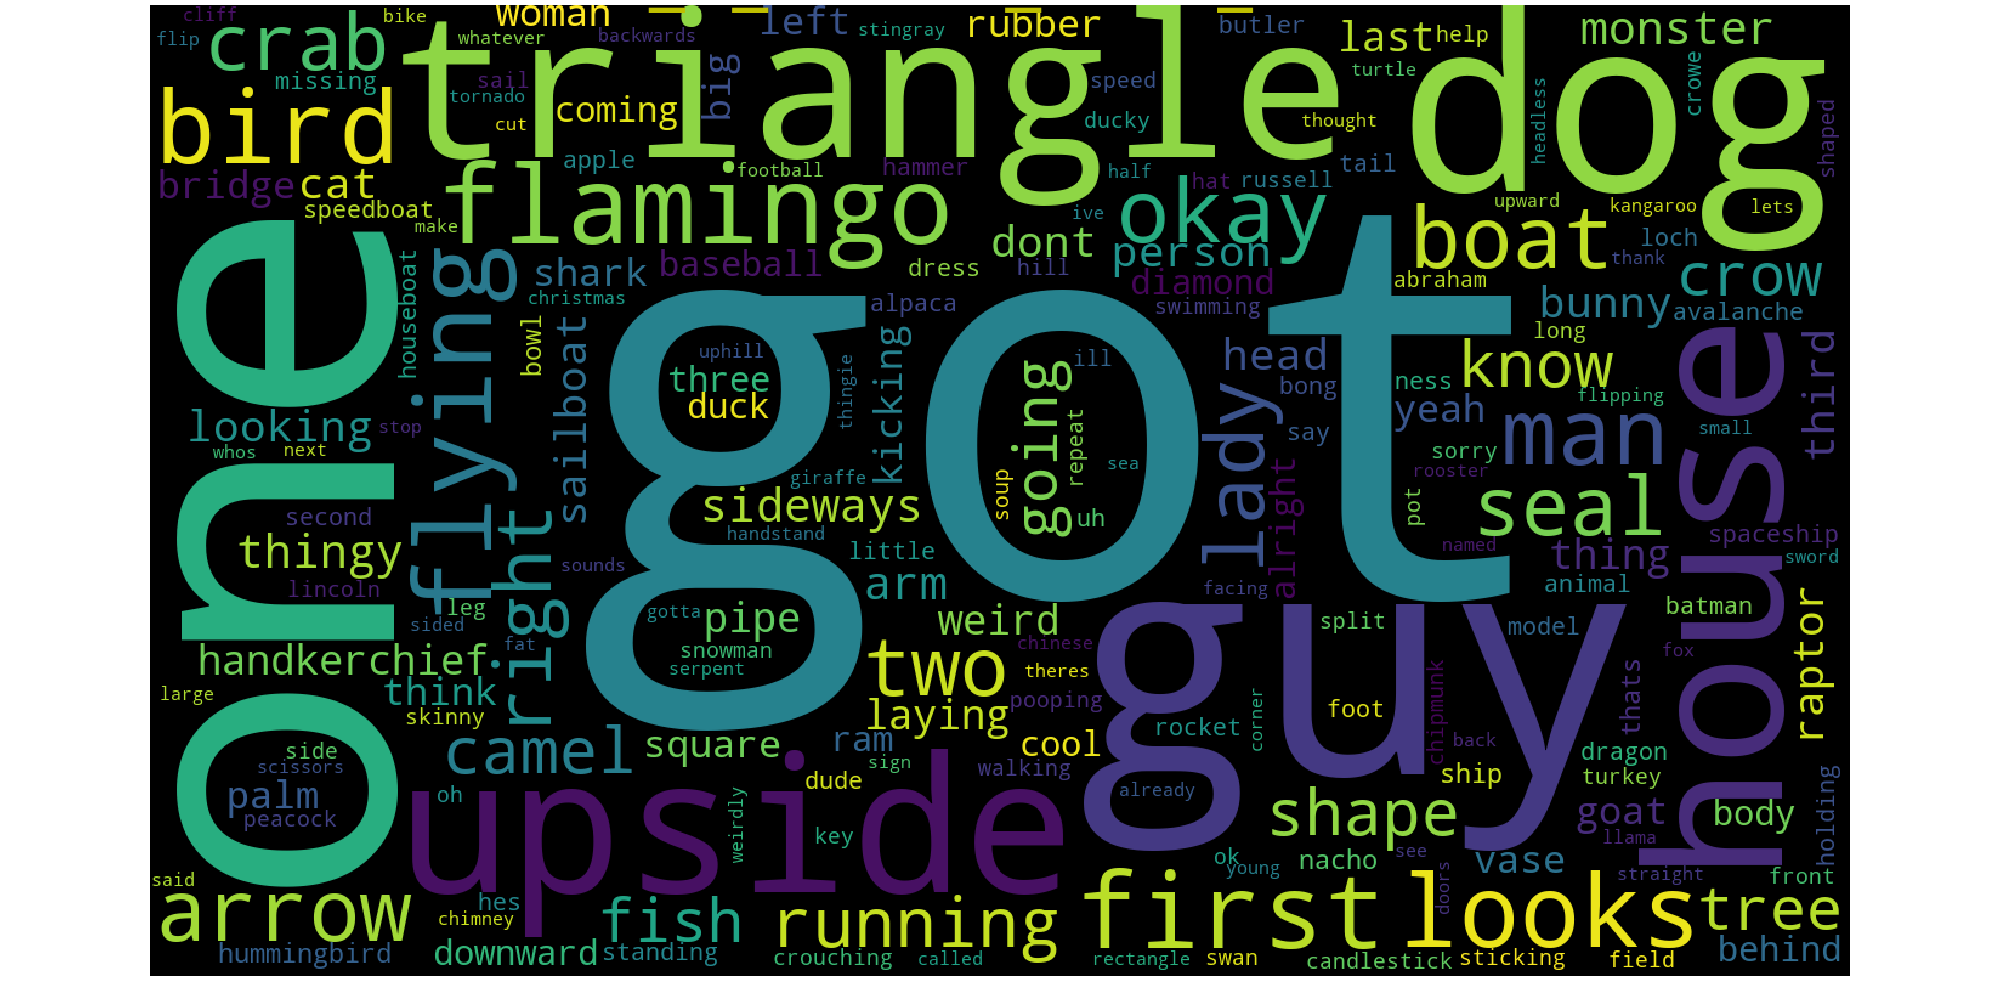 cliff
bike
woman
left
rubber
butler
last
help
monster
flip
crab
whatever
backwards
stingray
triangle
dog
missing
sail
big
speed
turtle
headless
crowe
bird
tornado
coming
cut
ducky
thought
shaped
apple
football
hammer
half
tail
bridge
cat
flamingo
hat
russell
okay
speedboat
make
ive
upward
kangaroo
lets
one
houseboat
flying
shark
baseball
dont
dress
person
hill
boat
loch
thank
crow
christmas
alpaca
diamond
swimming
abraham
bunny
avalanche
bowl
sailboat
got
uphill
three
duck
thingie
kicking
going
ill
head
bong
long
know
third
ness
flipping
looking
stop
whos
next
yeah
man
house
small
say
sorry
rooster
giraffe
soup
repeat
sea
lady
alright
sideways
uh
pot
seal
second
thingy
handstand
named
thing
spaceship
sword
lincoln
right
sounds
little
arm
facing
animal
leg
sided
gotta
pipe
weird
guy
split
model
batman
raptor
fat
snowman
serpent
chinese
theres
fox
handkerchief
two
large
think
skinny
laying
pooping
foot
thats
rocket
corner
chipmunk
back
side
scissors
camel
square
ram
sign
cool
walking
dragon
turkey
ship
palm
peacock
oh
upside
dude
already
shape
goat
body
holding
weirdly
key
llama
ok
young
nacho
see
vase
straight
front
said
arrow
hes
chimney
fish
running
first
doors
looks
tree
hummingbird
downward
standing
crouching
called
rectangle
swan
candlestick
sticking
field
behind